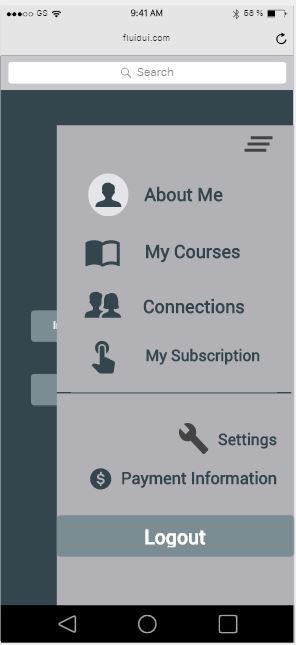 GS 9:41 AM 58 %
fluidui.com
Search
About Me
My Courses
Connections
My Subscription
Settings
Payment Information
Logout